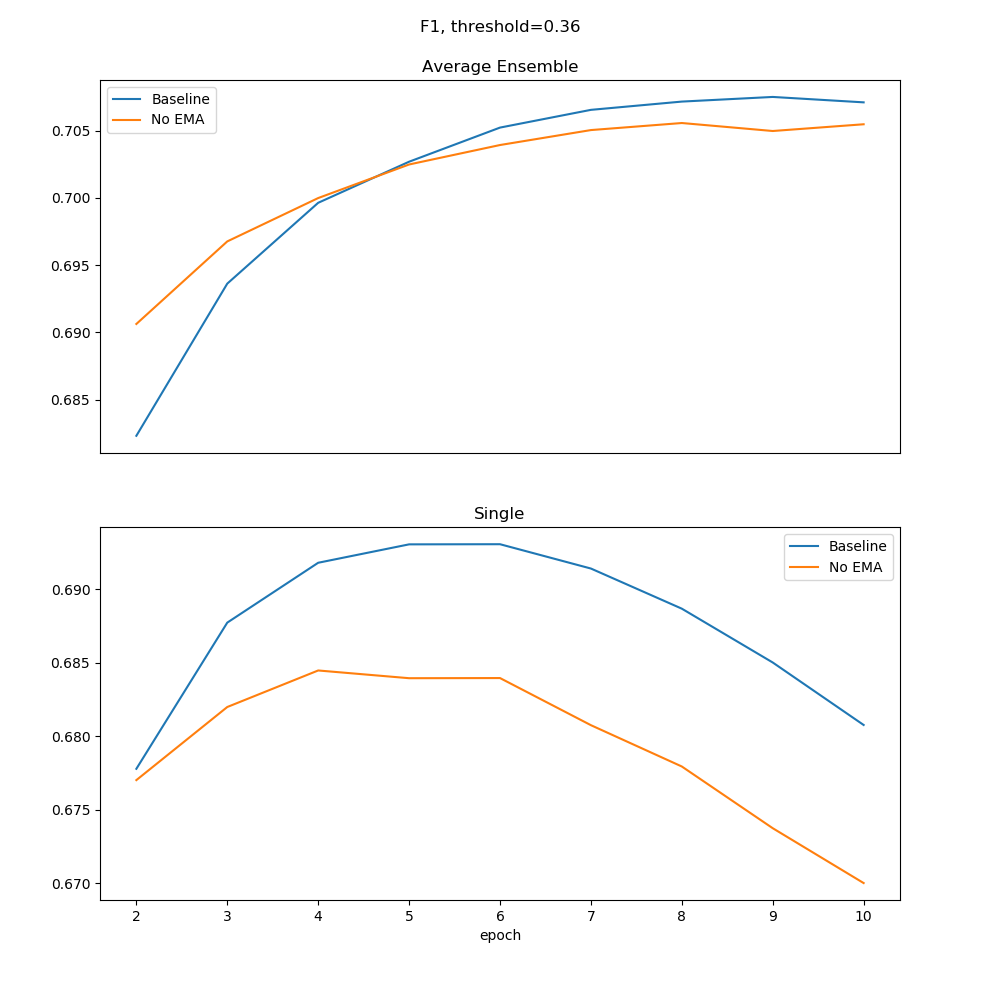 F1, threshold=0.36
Average Ensemble
Baseline
No EMA
0.705
0.700
0.695
0.690
0.685
Single
Baseline
No EMA
0.690
0.685
0.680
0.675
0.670
2 3 4 5 6 7 8 9 10
epoch